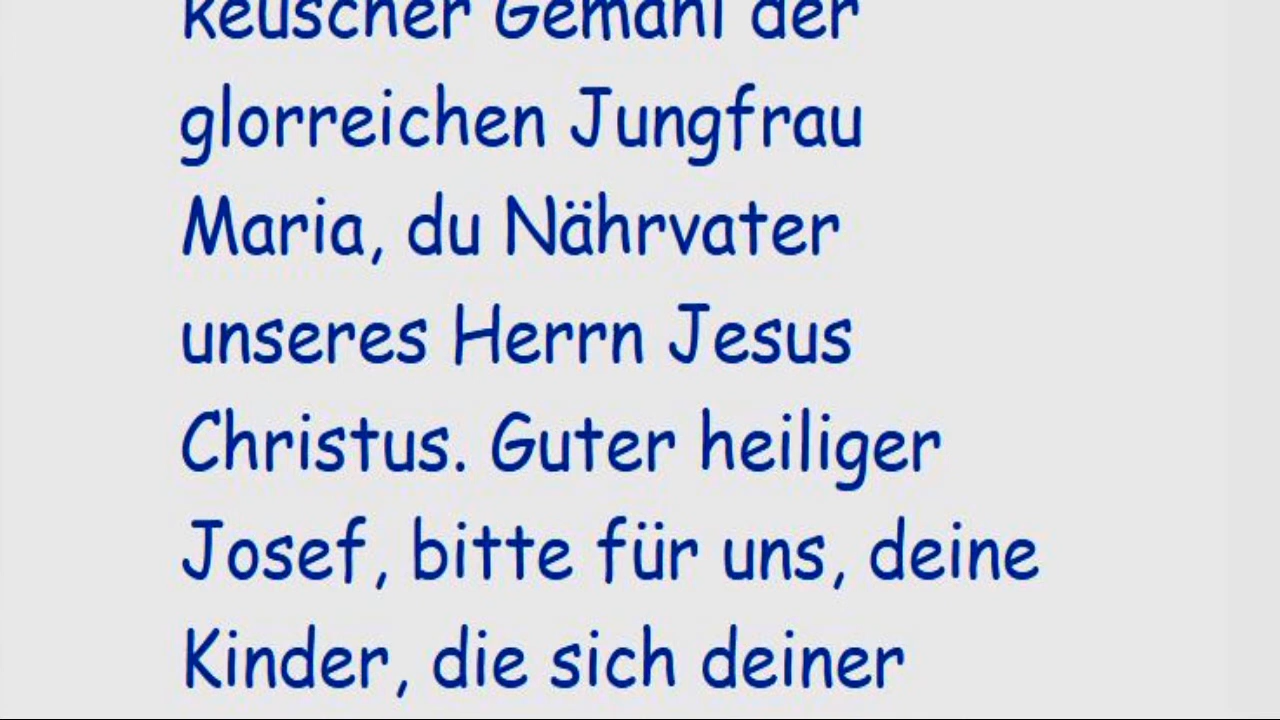 keuscher Gemahl der
glorreichen Jungfrau
Maria, du Nährvater
unseres Herrn Jesus
Christus. Guter heiliger
Josef, bitte für uns, deine
Kinder, die sich deiner